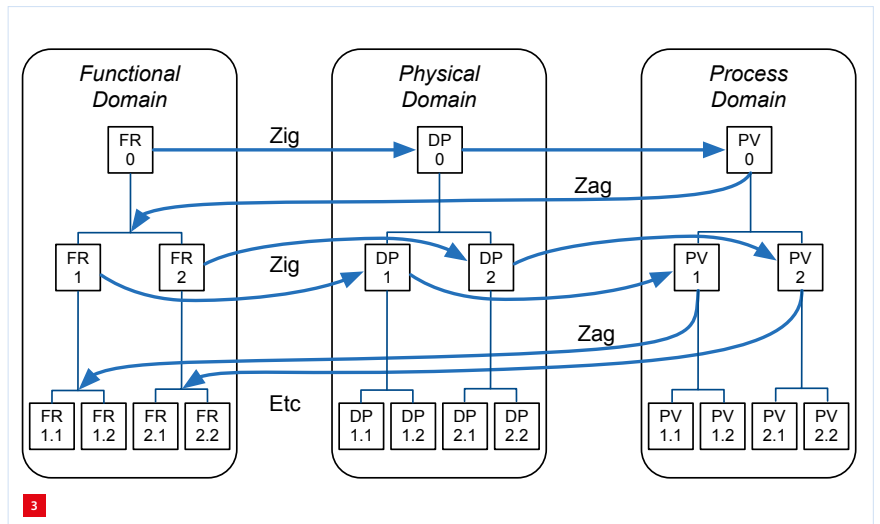 Functional
Domain
Physical
Domain
Process
Domain
FR
0
Zig
DP
0
PV
0
Zag
FR
1
FR
2
Zig
DP
1
DP
2
PV
1
PV
2
Zag
Etc
FR
1.1
FR
1.2
FR
2.1
FR
2.2
DP
1.1
DP
1.2
DP
2.1
DP
2.2
PV
1.1
PV
1.2
PV
2.1
PV
2.2
3